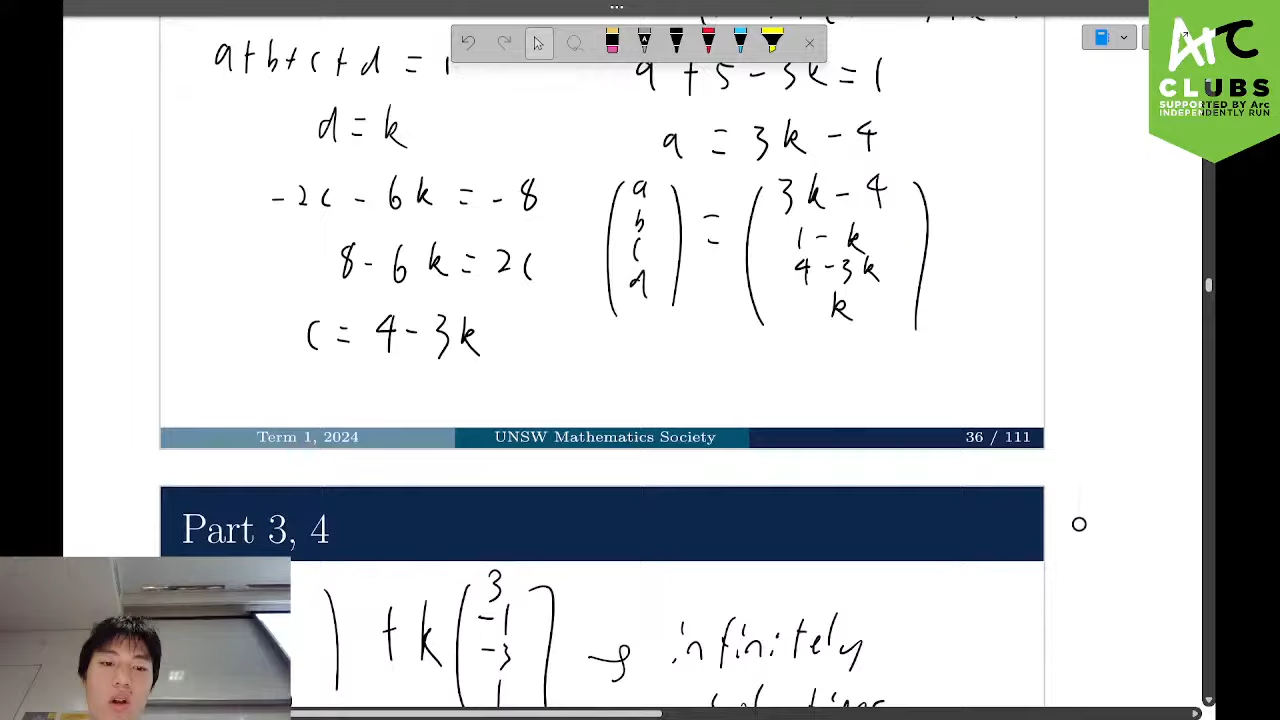 a+b+c+d = 1
d = k
-2c - 6k = -8
8 - 6k = 2c
c = 4 - 3k
a + 5 - 3k = 1
a = 3k - 4
(a b c d) = (3k - 4 1 - k 4 - 3k k)
Term 1, 2024
UNSW Mathematics Society
36 / 111
Part 3, 4
) + k (3 -1 -3 1) → infinitely
ArC
CLUBS
SUPPORTED BY Arc
INDEPENDENTLY RUN